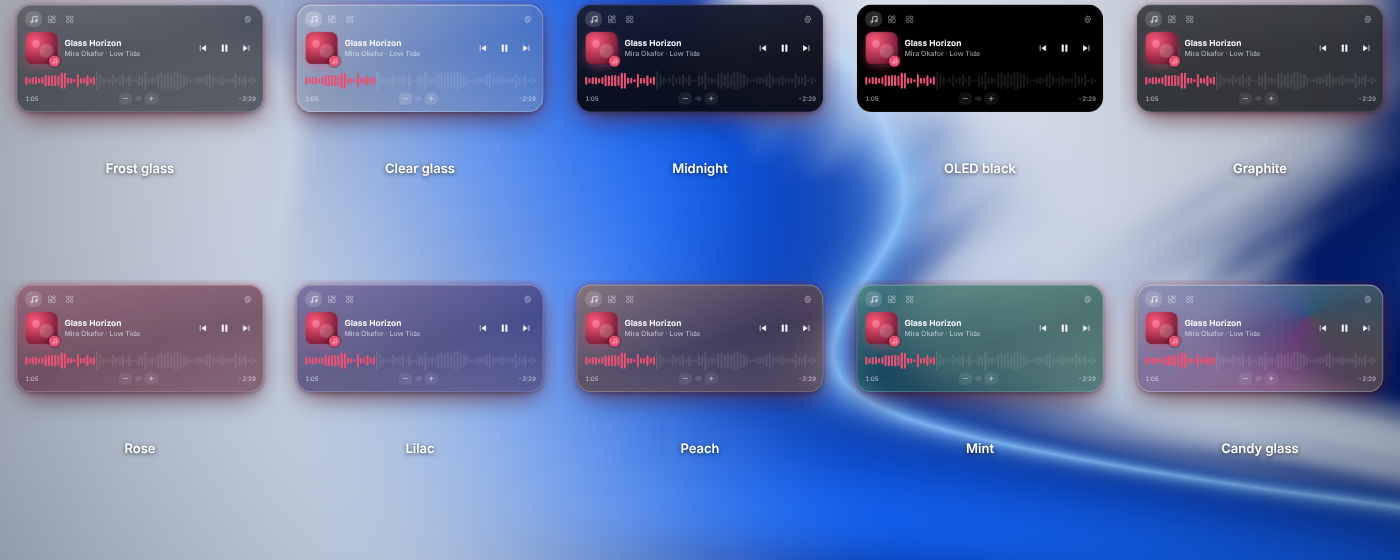 Glass Horizon
Mira Okafor · Low Tide
1:05
-2:29
Glass Horizon
Mira Okafor · Low Tide
1:05
-2:29
Glass Horizon
Mira Okafor · Low Tide
1:05
-2:29
Glass Horizon
Mira Okafor · Low Tide
1:05
-2:29
Glass Horizon
Mira Okafor · Low Tide
1:05
-2:29
Frost glass
Clear glass
Midnight
OLED black
Graphite
Glass Horizon
Mira Okafor · Low Tide
1:05
-2:29
Glass Horizon
Mira Okafor · Low Tide
1:05
-2:29
Glass Horizon
Mira Okafor · Low Tide
1:05
-2:29
Glass Horizon
Mira Okafor · Low Tide
1:05
-2:29
Glass Horizon
Mira Okafor · Low Tide
1:05
-2:29
Rose
Lilac
Peach
Mint
Candy glass